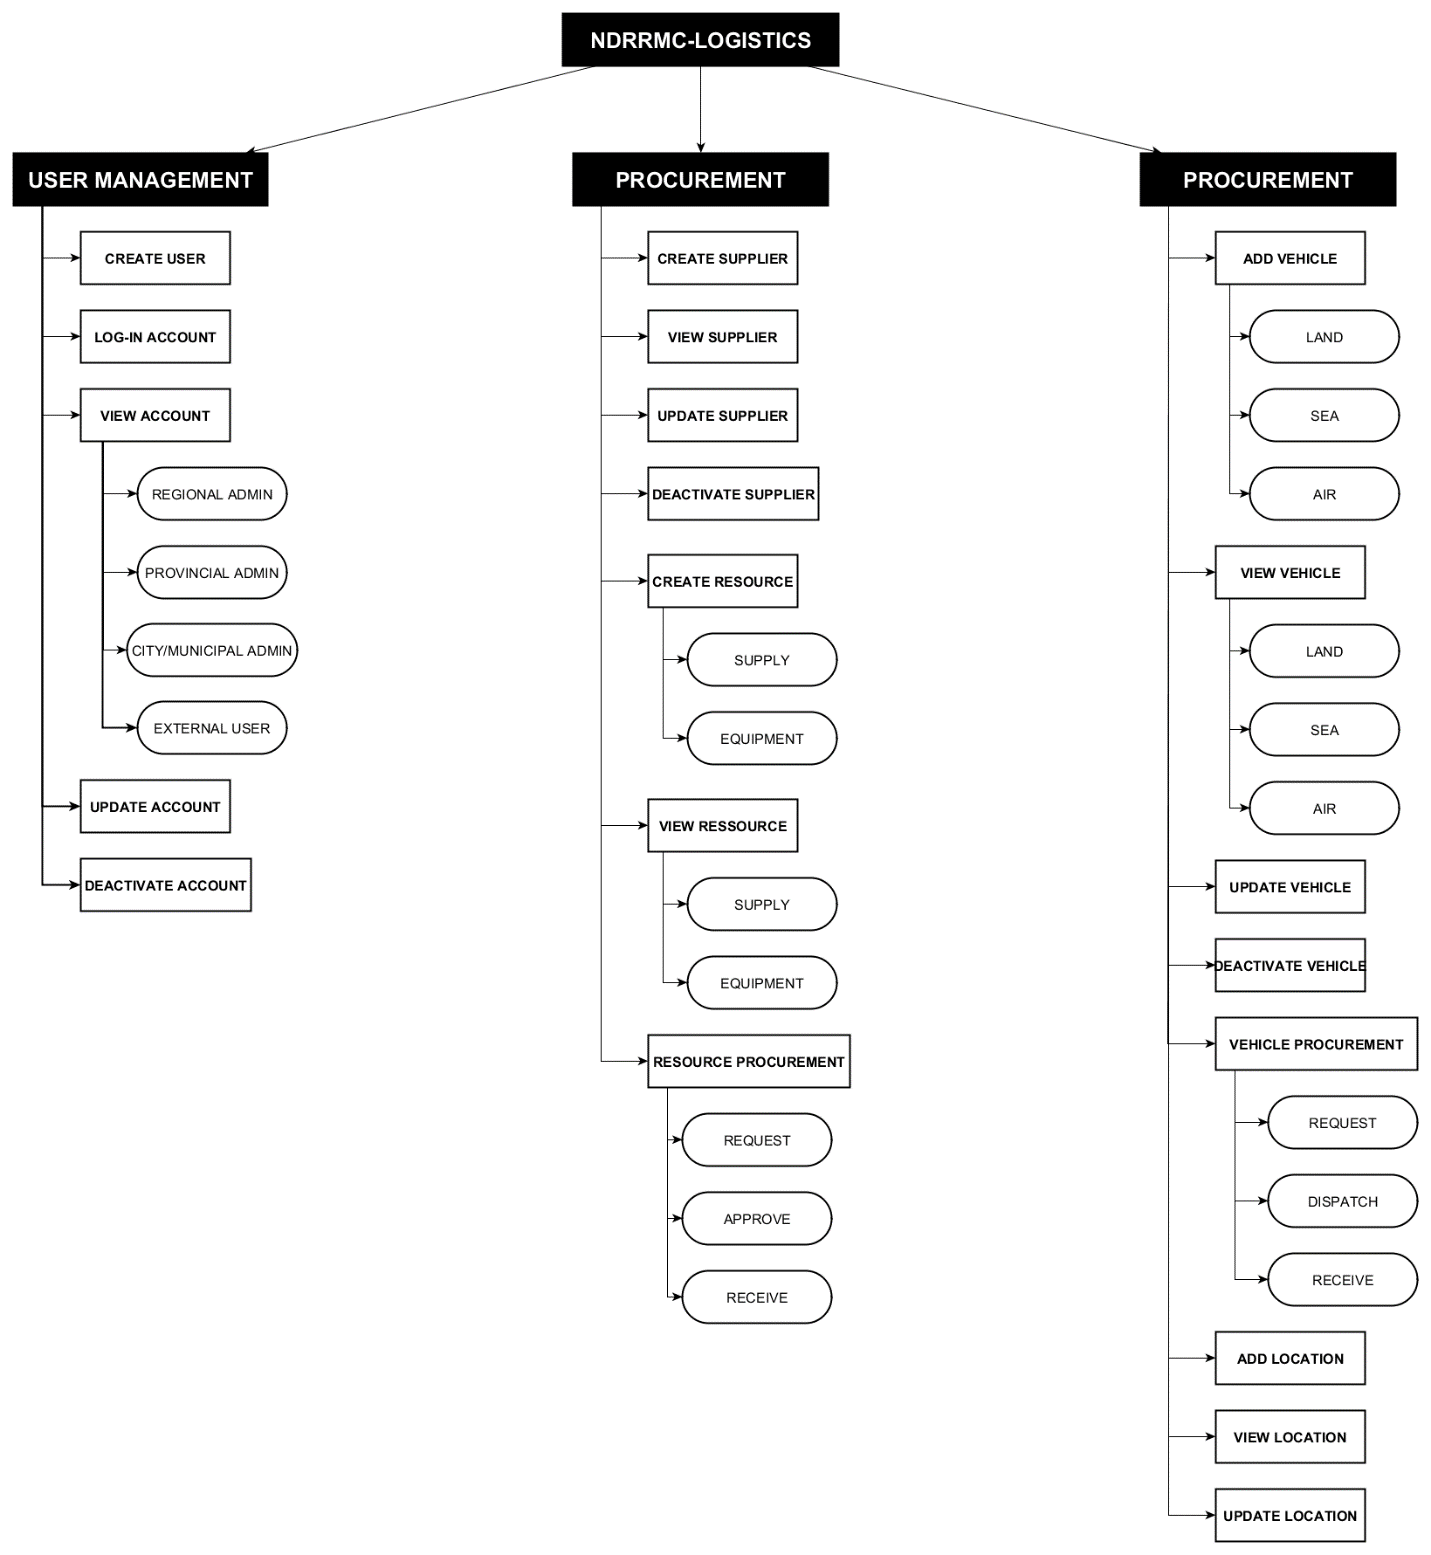 NDRRMC-LOGISTICS
USER MANAGEMENT
CREATE USER
LOG-IN ACCOUNT
VIEW ACCOUNT
REGIONAL ADMIN
PROVINCIAL ADMIN
CITY/MUNICIPAL ADMIN
EXTERNAL USER
UPDATE ACCOUNT
DEACTIVATE ACCOUNT
PROCUREMENT
CREATE SUPPLIER
VIEW SUPPLIER
UPDATE SUPPLIER
DEACTIVATE SUPPLIER
CREATE RESOURCE
SUPPLY
EQUIPMENT
VIEW RESSOURCE
SUPPLY
EQUIPMENT
RESOURCE PROCUREMENT
REQUEST
APPROVE
RECEIVE
PROCUREMENT
ADD VEHICLE
LAND
SEA
AIR
VIEW VEHICLE
LAND
SEA
AIR
UPDATE VEHICLE
DEACTIVATE VEHICLE
VEHICLE PROCUREMENT
REQUEST
DISPATCH
RECEIVE
ADD LOCATION
VIEW LOCATION
UPDATE LOCATION